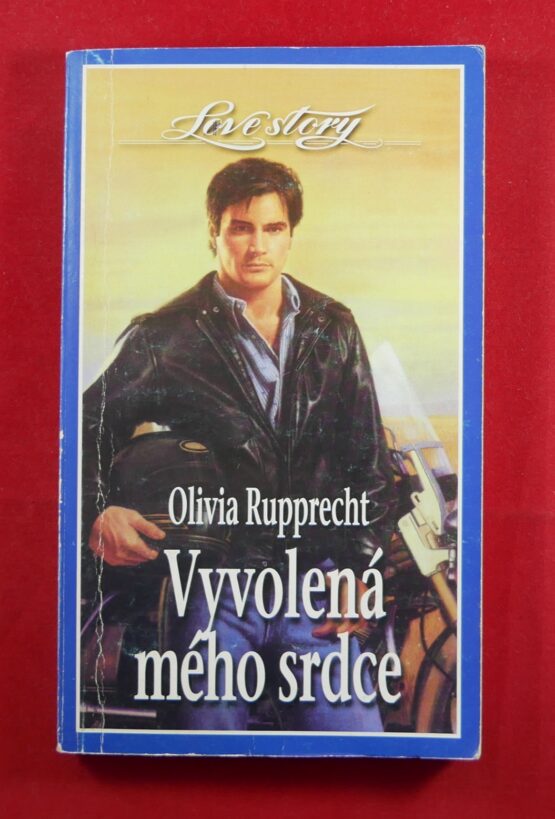 Love story
Olivia Rupprecht
Vyvolená
mého srdce